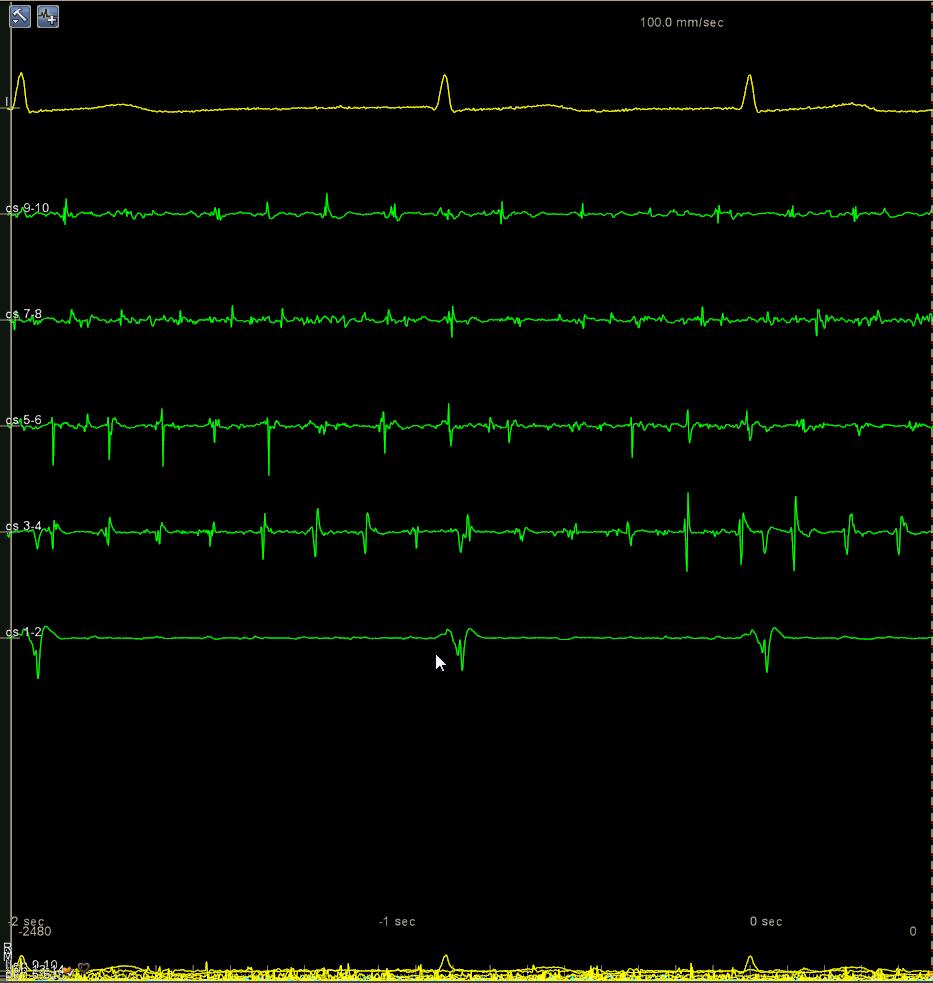 100.0 mm/sec
I
cs 9-10
cs 7-8
cs 5-6
cs 3-4
cs 1-2
-2 sec
-1 sec
0 sec
-2480
0